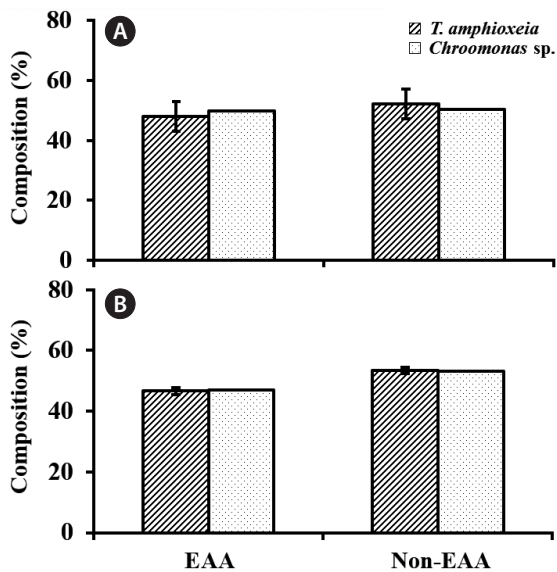 A
T. amphioxeia
Chroomonas sp.
Composition (%)
80
60
40
20
0
B
Composition (%)
80
60
40
20
0
EAA Non-EAA